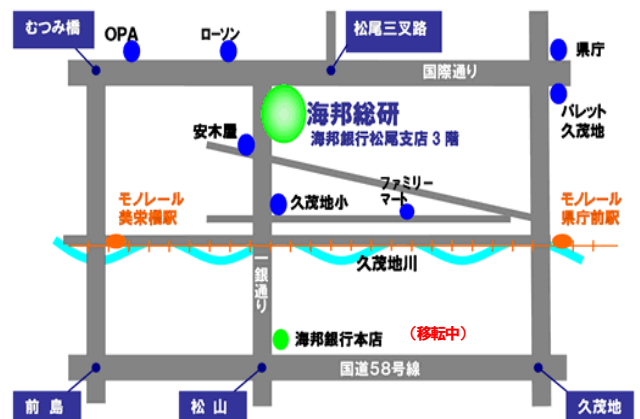 むつみ橋
OPA
ローソン
松尾三叉路
県庁
国際通り
海邦総研
海邦銀行松尾支店3階
パレット
久茂地
安木屋
ファミリー
マート
モノレール
美栄橋駅
久茂地小
モノレール
県庁前駅
一銀通り
久茂地川
海邦銀行本店
（移転中）
国道58号線
前島
松山
久茂地